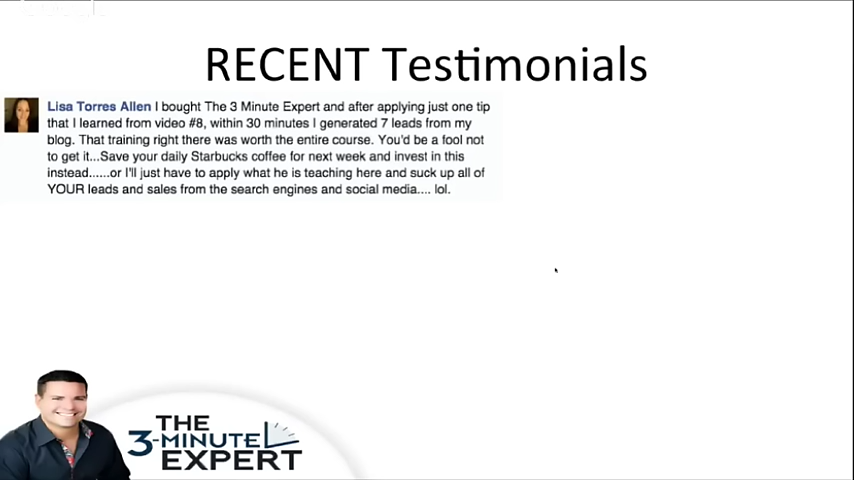 RECENT Testimonials
Lisa Torres Allen I bought The 3 Minute Expert and after applying just one tip
that I learned from video #8, within 30 minutes I generated 7 leads from my
blog. That training right there was worth the entire course. You'd be a fool not
to get it...Save your daily Starbucks coffee for next week and invest in this
instead......or I'll just have to apply what he is teaching here and suck up all of
YOUR leads and sales from the search engines and social media.... lol.
THE
3-MINUTE
EXPERT